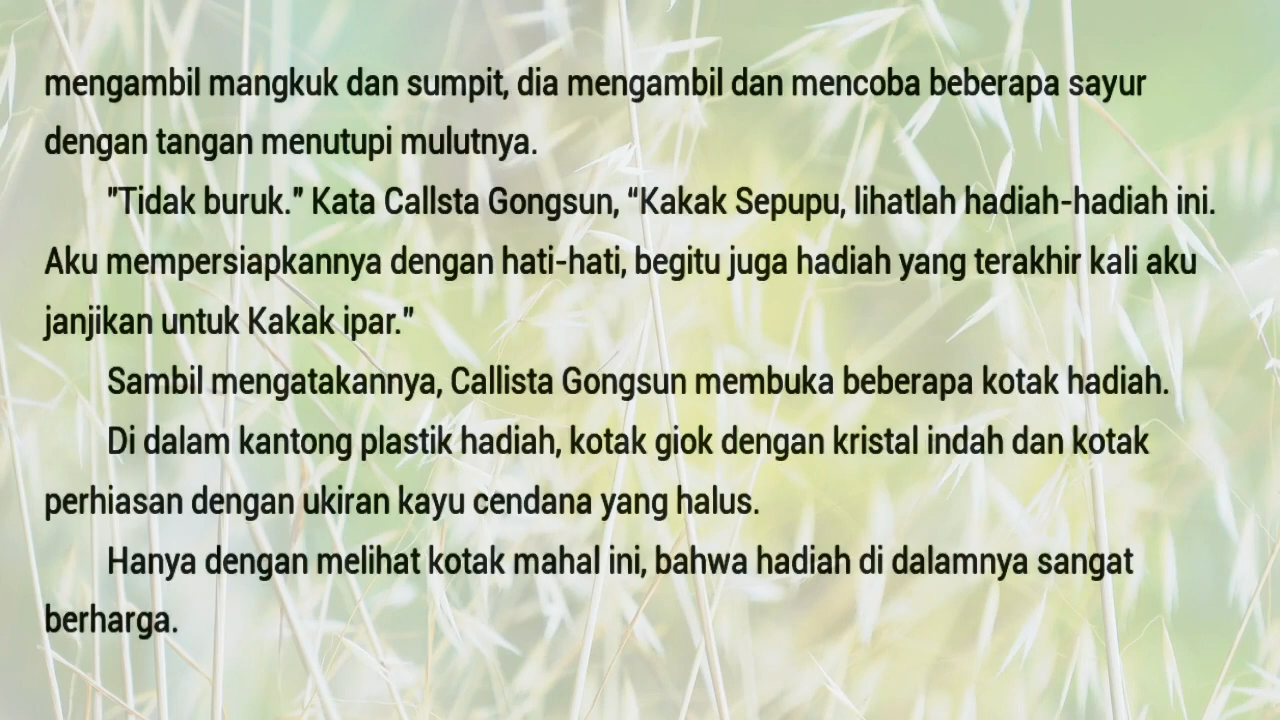 mengambil mangkuk dan sumpit, dia mengambil dan mencoba beberapa sayur
dengan tangan menutupi mulutnya.
"Tidak buruk." Kata Callsta Gongsun, “Kakak Sepupu, lihatlah hadiah-hadiah ini.
Aku mempersiapkannya dengan hati-hati, begitu juga hadiah yang terakhir kali aku
janjikan untuk Kakak ipar."
Sambil mengatakannya, Callista Gongsun membuka beberapa kotak hadiah.
Di dalam kantong plastik hadiah, kotak giok dengan kristal indah dan kotak
perhiasan dengan ukiran kayu cendana yang halus.
Hanya dengan melihat kotak mahal ini, bahwa hadiah di dalamnya sangat
berharga.